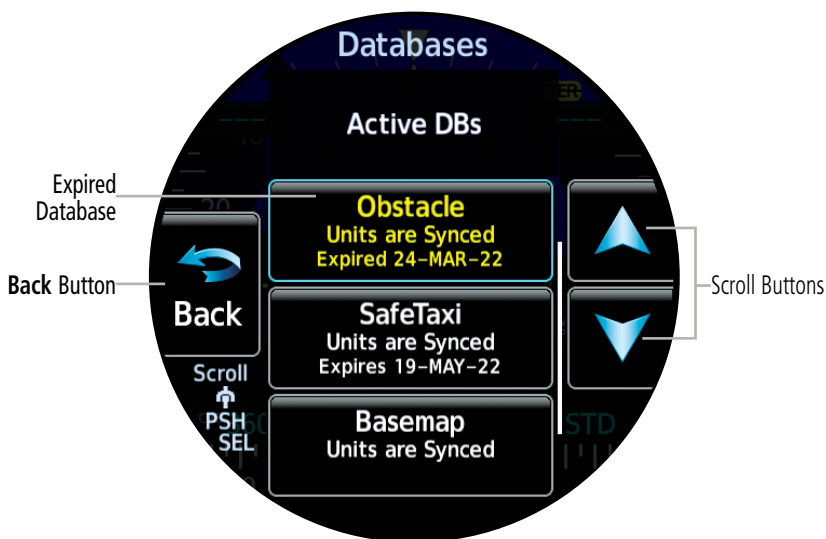 Databases
TER
Active DBs
Expired
Database
Obstacle
Units are Synced
Expired 24-MAR-22
Back Button
Back
Scroll Buttons
SafeTaxi
Units are Synced
Expires 19-MAY-22
Scroll
PSH
SEL
Basemap
Units are Synced
STD